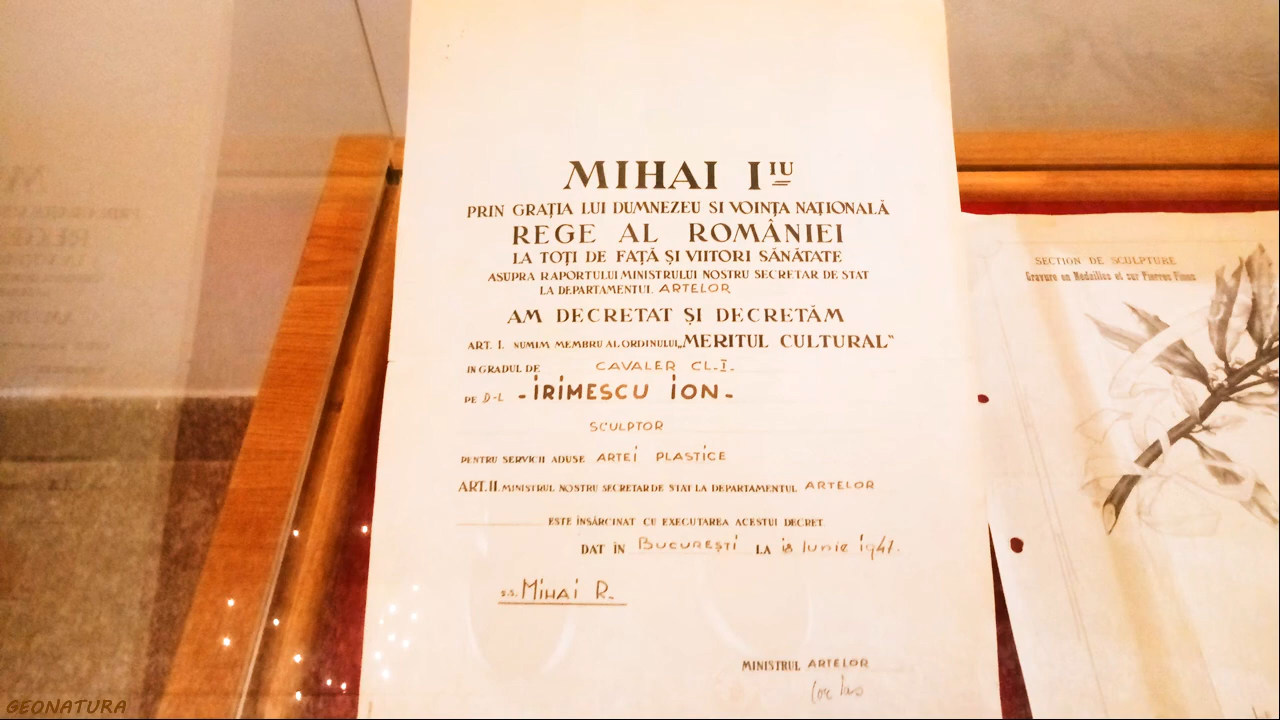 MIHAI I IU
PRIN GRAȚIA LUI DUMNEZEU SI VOINȚA NAȚIONALĂ
REGE AL ROMÂNIEI
LA TOȚI DE FAȚĂ ȘI VIITORI SĂNĂTATE
ASUPRA RAPORTULUI MINISTRULUI NOSTRU SECRETAR DE STAT
LA DEPARTAMENTUL ARTELOR
AM DECRETAT ȘI DECRETĂM
ART. I. NUMIM MEMBRU AL ORDINULUI „MERITUL CULTURAL”
IN GRADUL DE CAVALER CL. I.
PE D-L - IRIMESCU ION -
SCULPTOR
PENTRU SERVICII ADUSE ARTEI PLASTICE
ART. II. MINISTRUL NOSTRU SECRETAR DE STAT LA DEPARTAMENTUL ARTELOR
ESTE ÎNSĂRCINAT CU EXECUTAREA ACESTUI DECRET
DAT ÎN BUCUREȘTI LA 18 Iunie 1947.
s.s. MIHAI R.
MINISTRUL ARTELOR
SECTION DE SCULPTURE
Gravure en Medailles et sur Pierres Fines
GEONATURA